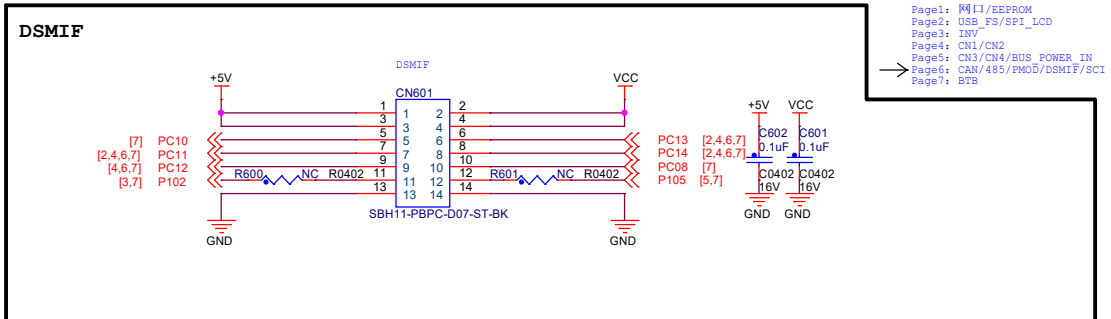 Page1: 网口/EEPROM
Page2: USB_FS/SPI_LCD
Page3: INV
Page4: CN1/CN2
Page5: CN3/CN4/BUS_POWER_IN
Page6: CAN/485/PMOD/DSMIF/SCI
Page7: BTB
DSMIF
DSMIF
+5V
VCC
CN601
1 1 2 2
3 3 4 4
[7] PC10 5 5 6 6 PC13 [2,4,6,7]
[2,4,6,7] PC11 7 7 8 8 PC14 [2,4,6,7]
[4,6,7] PC12 9 9 10 10 PC08 [7]
[3,7] P102 R600 NC R0402 11 11 12 12 R601 NC R0402 P105 [5,7]
13 13 14 14
SBH11-PBPC-D07-ST-BK
GND
GND
+5V VCC
C602 C601
0.1uF 0.1uF
C0402 C0402
16V 16V
GND GND